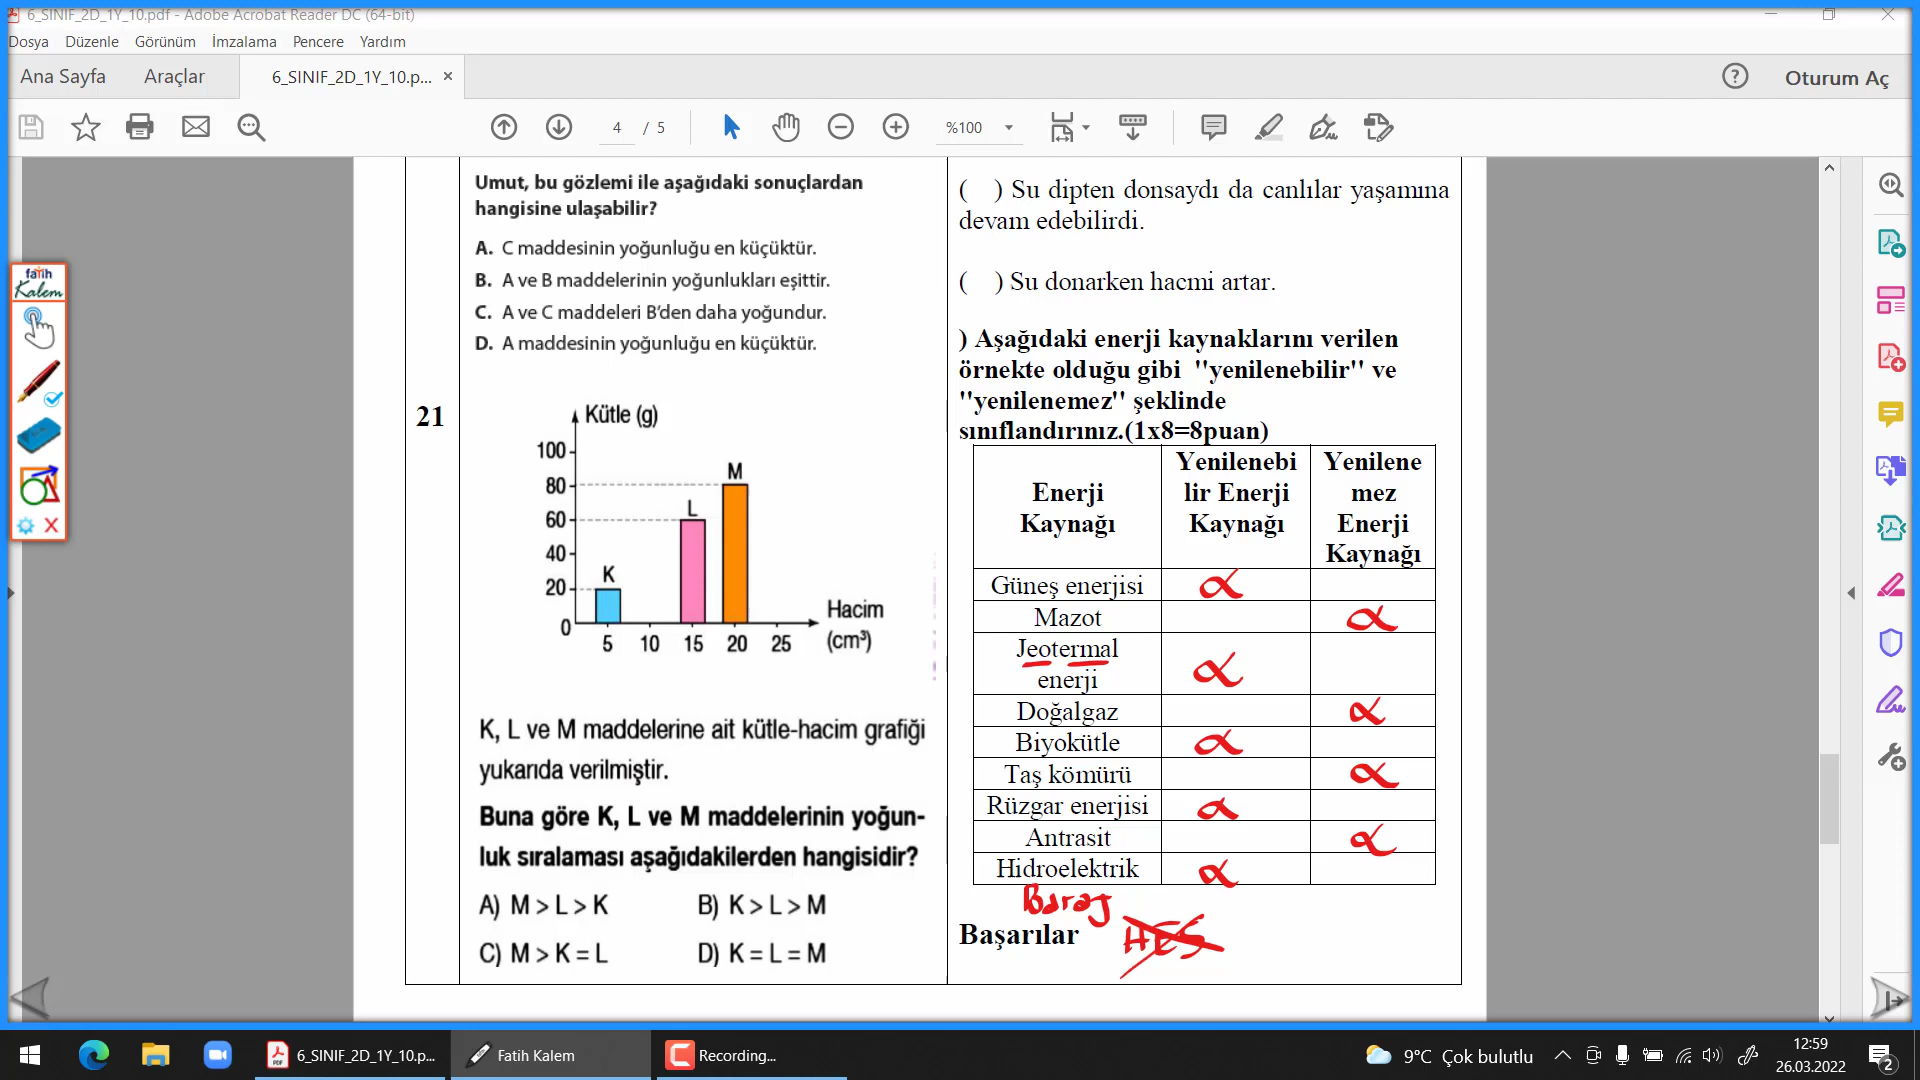 6_SINIF_2D_1Y_10.pdf - Adobe Acrobat Reader DC (64-bit)
Dosya Düzenle Görünüm İmzalama Pencere Yardım
Ana Sayfa Araçlar 6_SINIF_2D_1Y_10.p... × Oturum Aç
4 / 5 %100
fatih
Kalem
Umut, bu gözlemi ile aşağıdaki sonuçlardan
hangisine ulaşabilir?
A. C maddesinin yoğunluğu en küçüktür.
B. A ve B maddelerinin yoğunlukları eşittir.
C. A ve C maddeleri B'den daha yoğundur.
D. A maddesinin yoğunluğu en küçüktür.
21
Kütle (g)
100
80
60
40
20
0
K
L
M
5 10 15 20 25
Hacim
(cm³)
K, L ve M maddelerine ait kütle-hacim grafiği
yukarıda verilmiştir.
Buna göre K, L ve M maddelerinin yoğun-
luk sıralaması aşağıdakilerden hangisidir?
A) M > L > K B) K > L > M
C) M > K = L D) K = L = M
( ) Su dipten donsaydı da canlılar yaşamına
devam edebilirdi.
( ) Su donarken hacmi artar.
) Aşağıdaki enerji kaynaklarını verilen
örnekte olduğu gibi ''yenilenebilir'' ve
''yenilenemez'' şeklinde
sınıflandırınız.(1x8=8puan)
Enerji
Kaynağı
Yenilenebi
lir Enerji
Kaynağı
Yenilene
mez
Enerji
Kaynağı
Güneş enerjisi
Mazot
Jeotermal
enerji
Doğalgaz
Biyokütle
Taş kömürü
Rüzgar enerjisi
Antrasit
Hidroelektrik
Baraj
Başarılar
HES
6_SINIF_2D_1Y_10.p... Fatih Kalem Recording... 9°C Çok bulutlu 12:59
26.03.2022
2